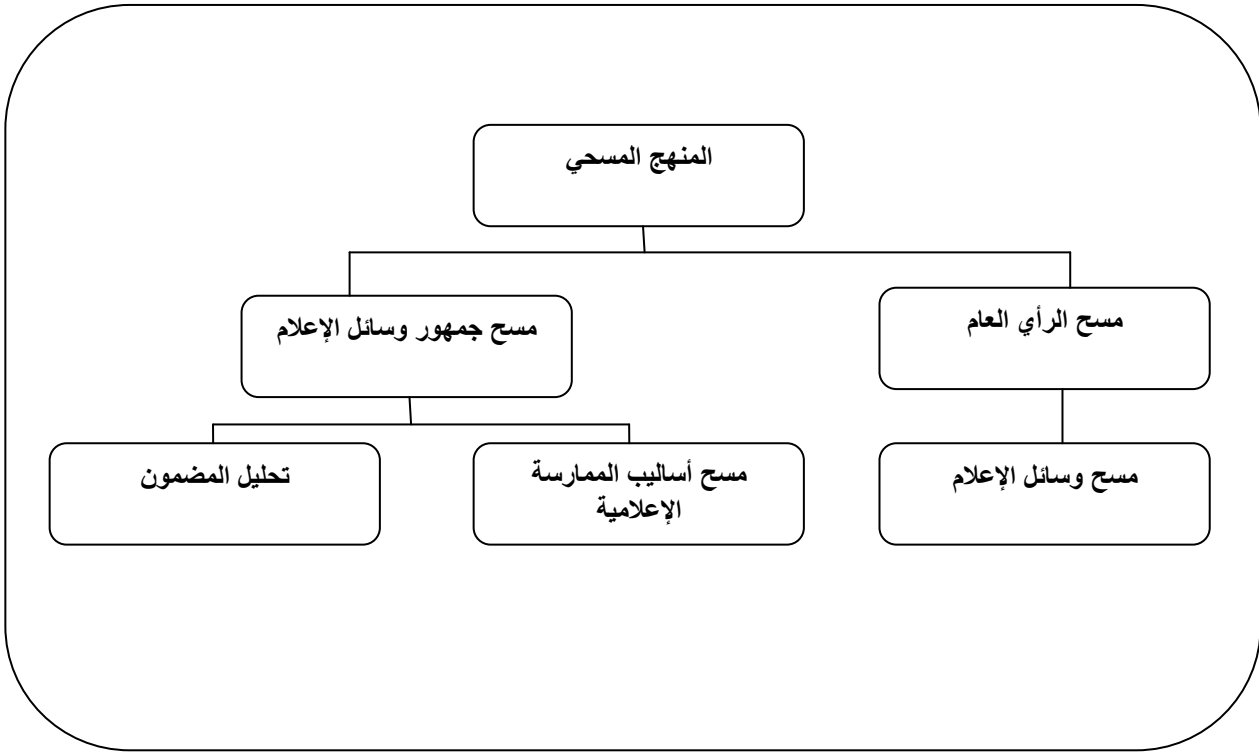 المنهج المسحي
مسح الرأي العام
مسح جمهور وسائل الإعلام
مسح وسائل الإعلام
مسح أساليب الممارسة
الإعلامية
تحليل المضمون